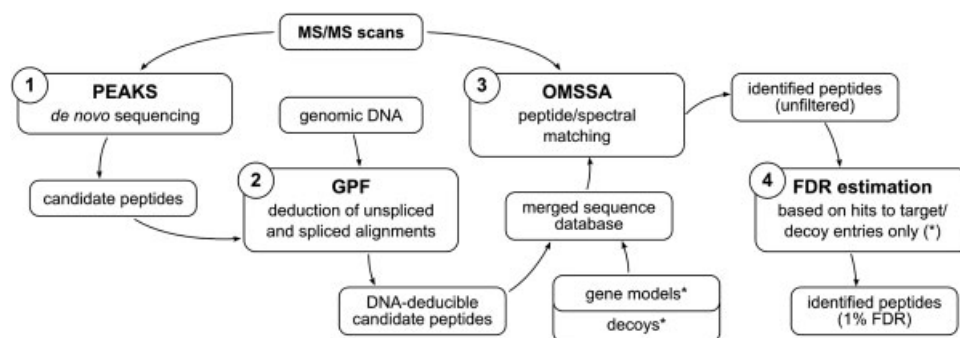 MS/MS scans
1
PEAKS
de novo sequencing
candidate peptides
genomic DNA
2
GPF
deduction of unspliced
and spliced alignments
DNA-deducible
candidate peptides
3
OMSSA
peptide/spectral
matching
merged sequence
database
gene models*
decoys*
identified peptides
(unfiltered)
4
FDR estimation
based on hits to target/
decoy entries only (*)
identified peptides
(1% FDR)